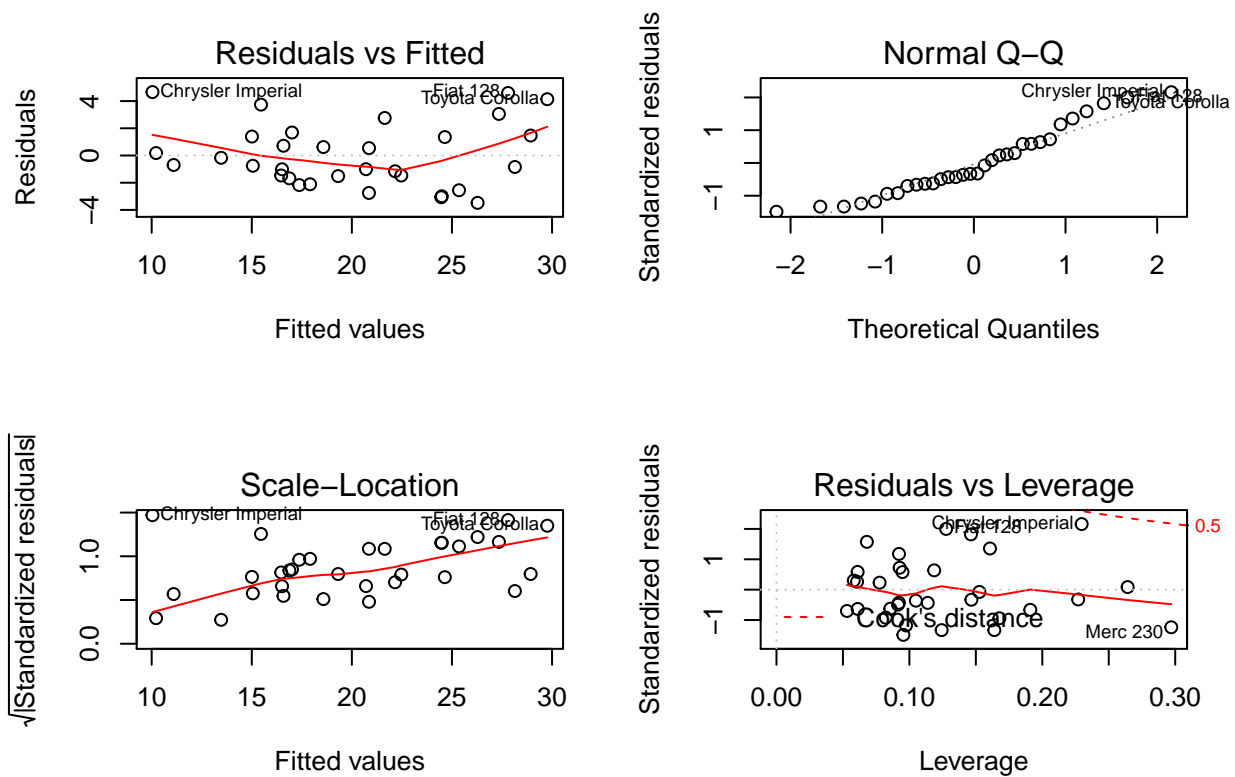 Residuals vs Fitted
Residuals
4
0
−4
Chrysler Imperial
Fiat 128
Toyota Corolla
10 15 20 25 30
Fitted values
Normal Q−Q
Standardized residuals
1
−1
Chrysler Imperial
Fiat 128
Toyota Corolla
−2 −1 0 1 2
Theoretical Quantiles
Scale−Location
√|Standardized residuals|
1.0
0.0
Chrysler Imperial
Fiat 128
Toyota Corolla
10 15 20 25 30
Fitted values
Residuals vs Leverage
Standardized residuals
1
−1
Chrysler Imperial
Fiat 128
0.5
Cook's distance
Merc 230
0.00 0.10 0.20 0.30
Leverage